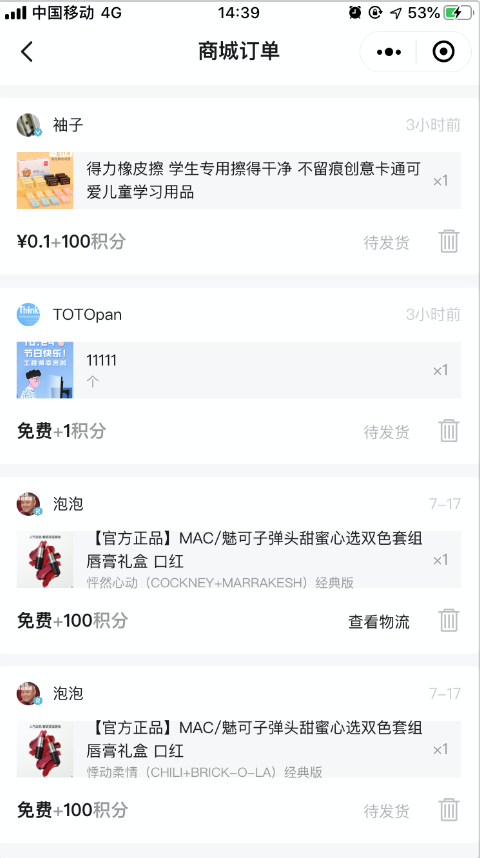 中国移动 4G 14:39 53%
商城订单
袖子 3小时前
得力橡皮擦 学生专用擦得干净 不留痕创意卡通可
爱儿童学习用品
×1
¥0.1+100积分 待发货
TOTOpan 3小时前
Think
10.24
节日快乐!
11111
个
×1
免费+1积分 待发货
泡泡 7-17
【官方正品】MAC/魅可子弹头甜蜜心选双色套组
唇膏礼盒 口红
怦然心动（COCKNEY+MARRAKESH）经典版
×1
免费+100积分 查看物流
泡泡 7-17
【官方正品】MAC/魅可子弹头甜蜜心选双色套组
唇膏礼盒 口红
悸动柔情（CHILI+BRICK-O-LA）经典版
×1
免费+100积分 待发货